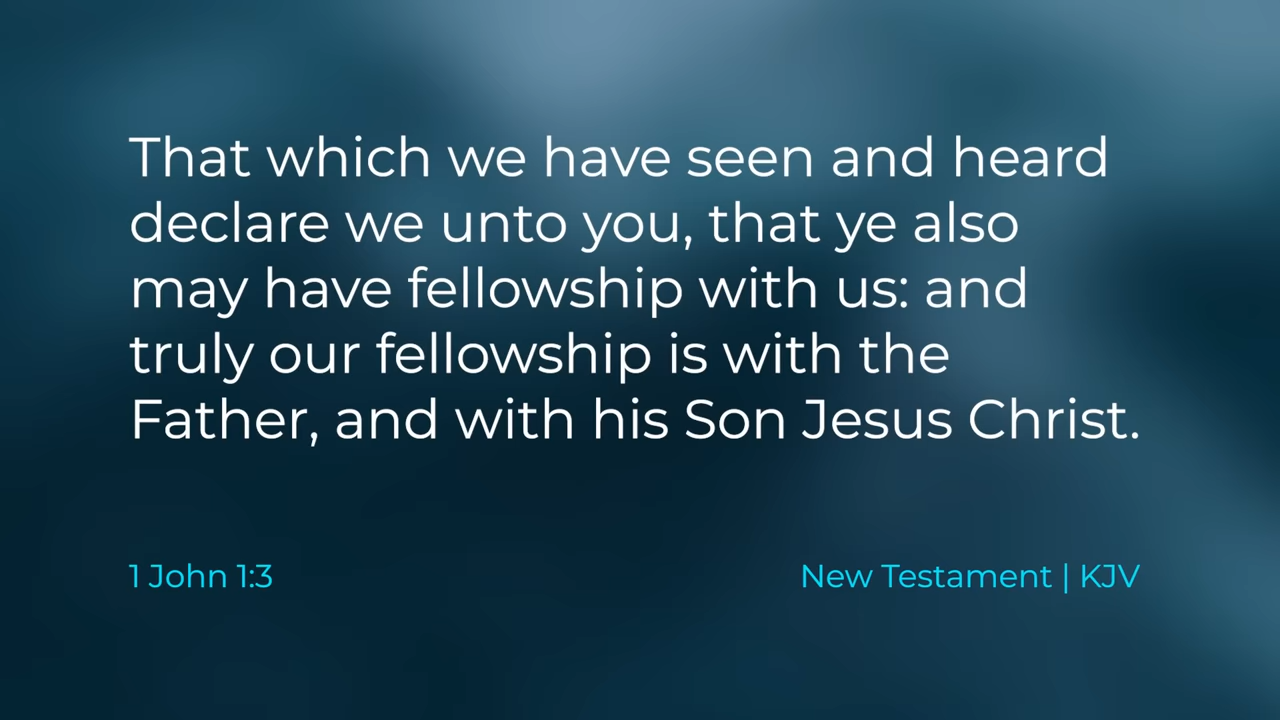 That which we have seen and heard
declare we unto you, that ye also
may have fellowship with us: and
truly our fellowship is with the
Father, and with his Son Jesus Christ.
1 John 1:3
New Testament | KJV